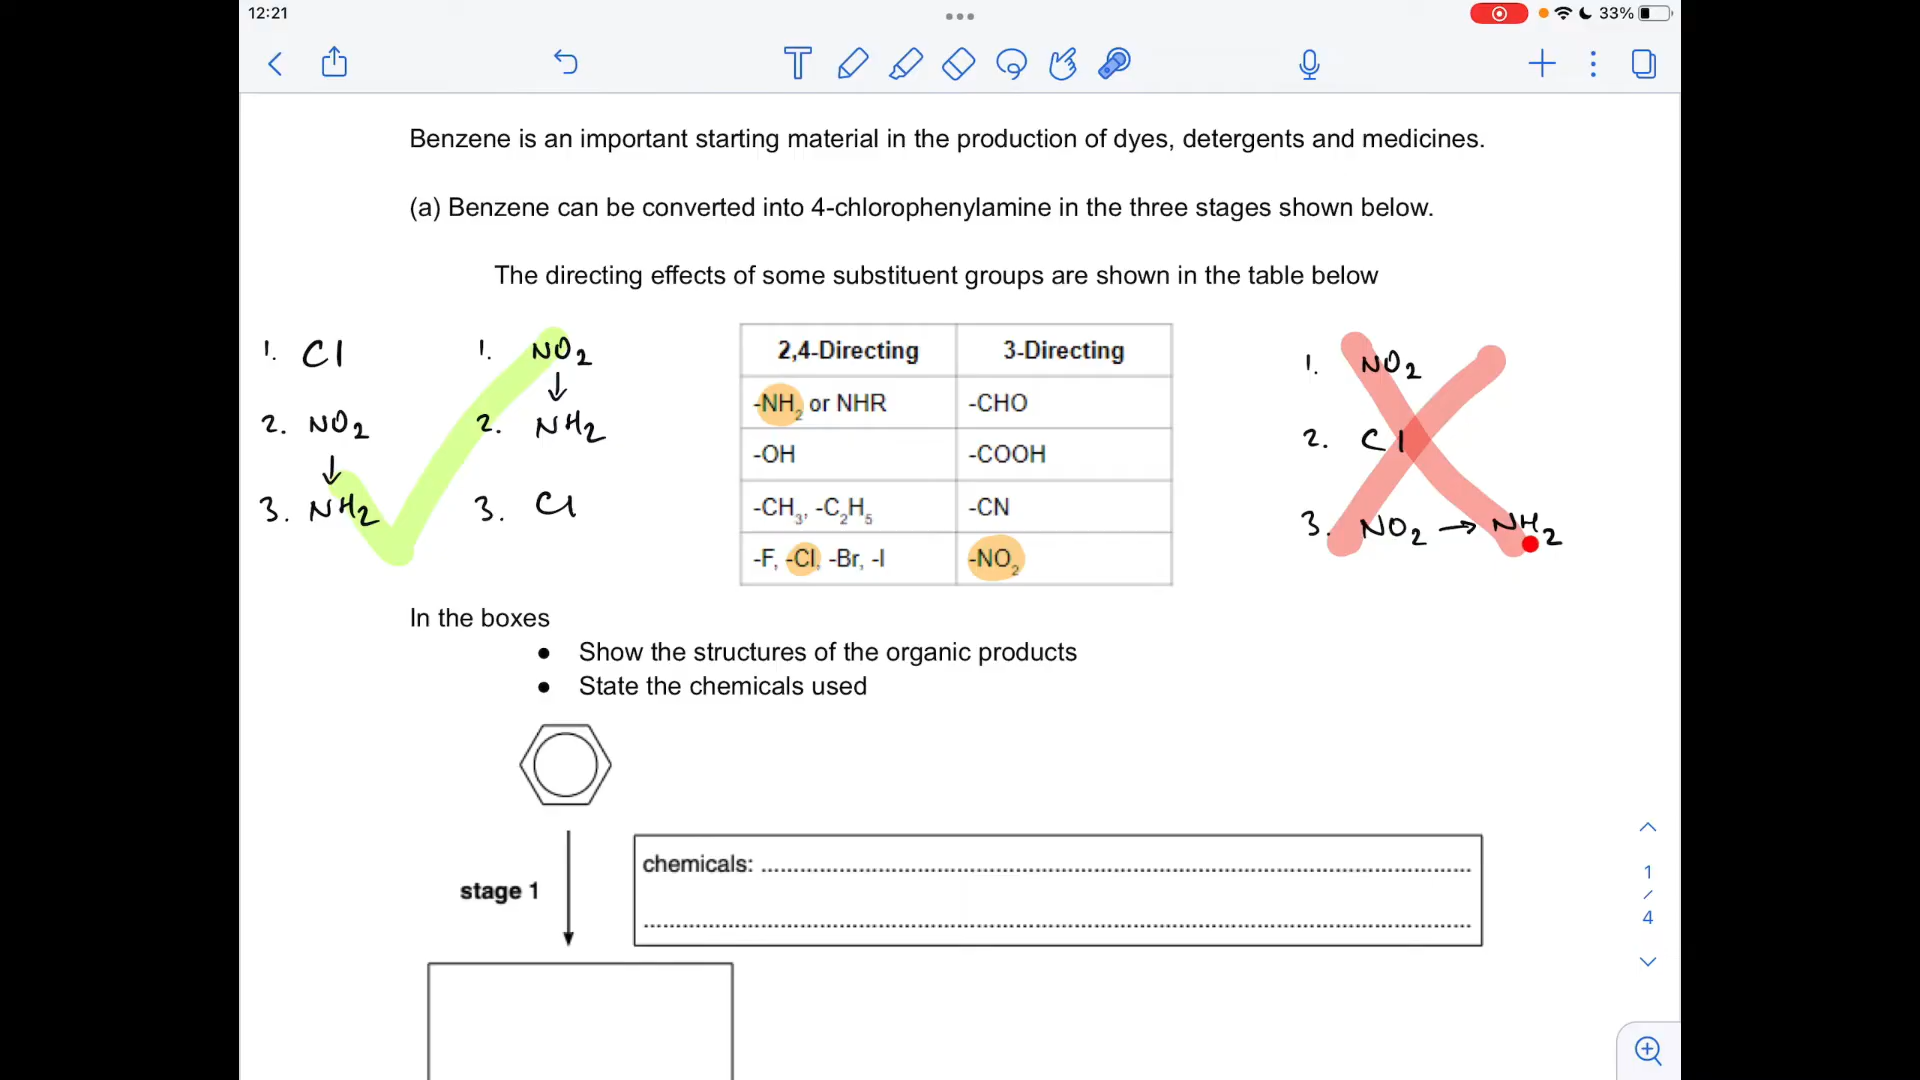 12:21
33%
Benzene is an important starting material in the production of dyes, detergents and medicines.
(a) Benzene can be converted into 4-chlorophenylamine in the three stages shown below.
The directing effects of some substituent groups are shown in the table below
1. Cl
2. NO2
↓
3. NH2
1. NO2
↓
2. NH2
3. Cl
2,4-Directing 3-Directing
-NH2 or NHR -CHO
-OH -COOH
-CH3, -C2H5 -CN
-F, -Cl, -Br, -I -NO2
1. NO2
2. Cl
3. NO2 → NH2
In the boxes
● Show the structures of the organic products
● State the chemicals used
stage 1
chemicals: ........................................................................
........................................................................
1
/
4